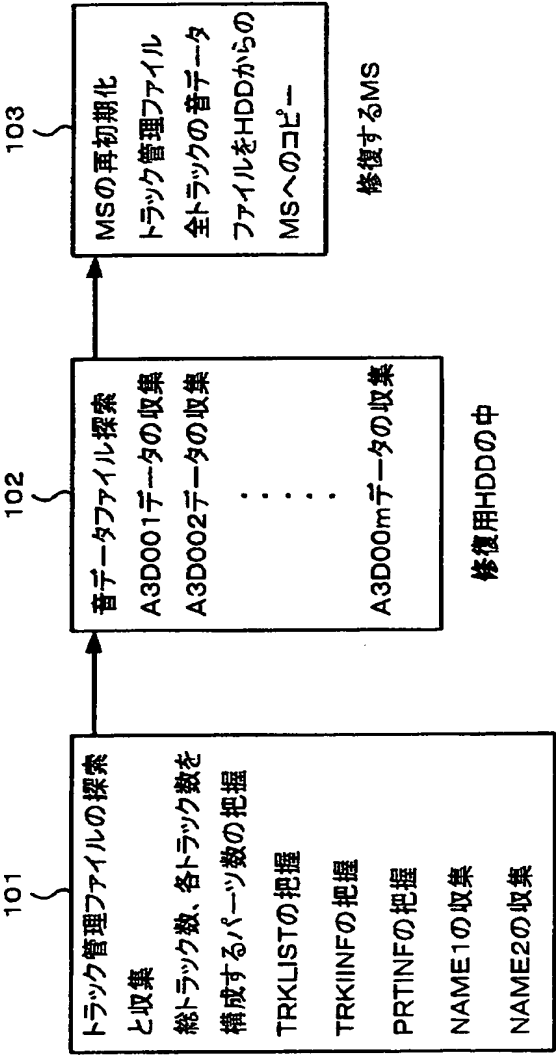 101
トラック管理ファイルの探索
と収集
総トラック数、各トラック数を
構成するパーツ数の把握
TRKLISTの把握
TRKIINFの把握
PRTINFの把握
NAME1の収集
NAME2の収集
102
音データファイル探索
A3D001データの収集
A3D002データの収集
・・・・・
A3D00mデータの収集
修復用HDDの中
103
MSの再初期化
トラック管理ファイル
全トラックの音データ
ファイルをHDDからの
MSへのコピー
修復するMS